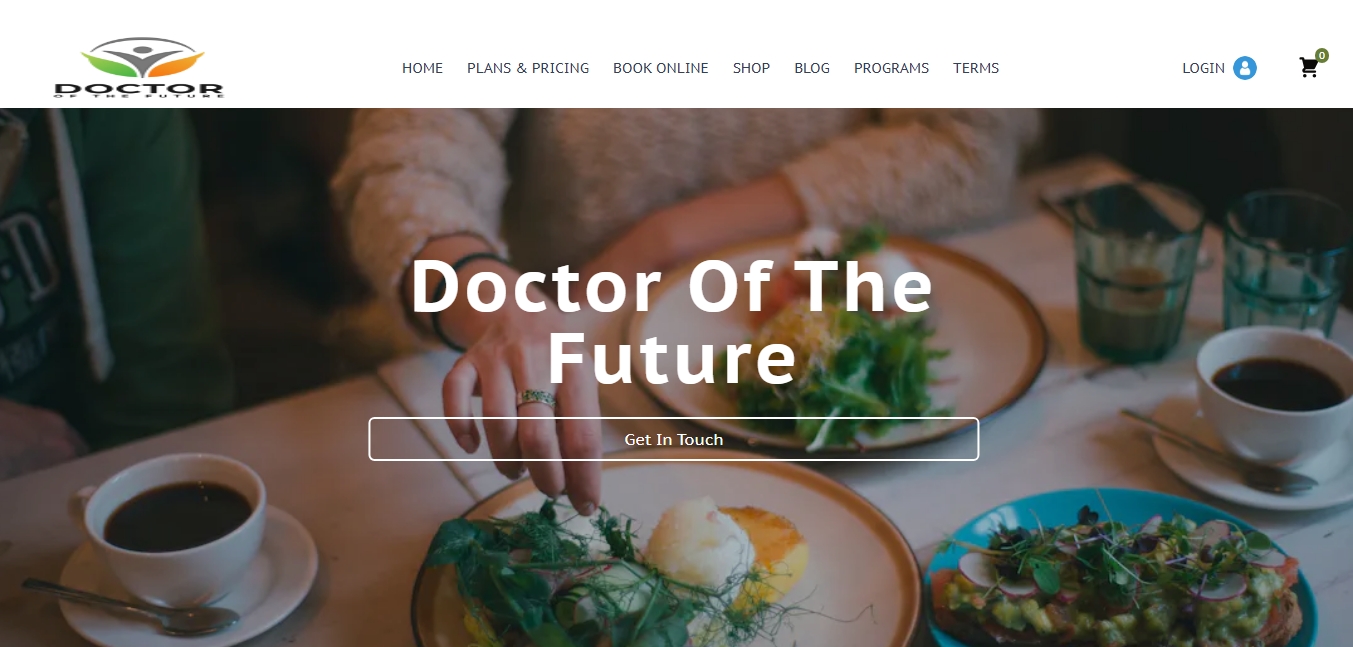 DOCTOR
OF THE FUTURE
HOME PLANS & PRICING BOOK ONLINE SHOP BLOG PROGRAMS TERMS
LOGIN
0
Doctor Of The
Future
Get In Touch